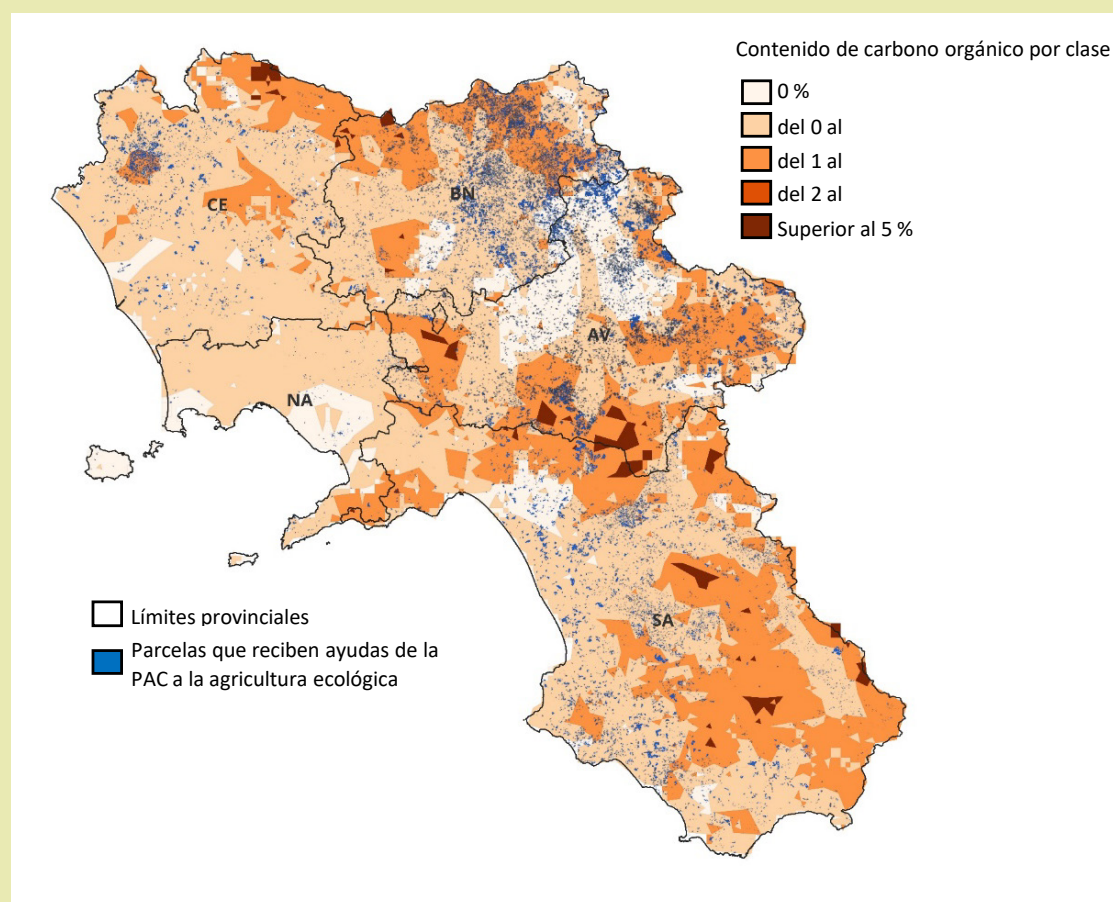 Contenido de carbono orgánico por clase
0 %
del 0 al
del 1 al
del 2 al
Superior al 5 %
BN
CE
AV
NA
SA
Límites provinciales
Parcelas que reciben ayudas de la
PAC a la agricultura ecológica